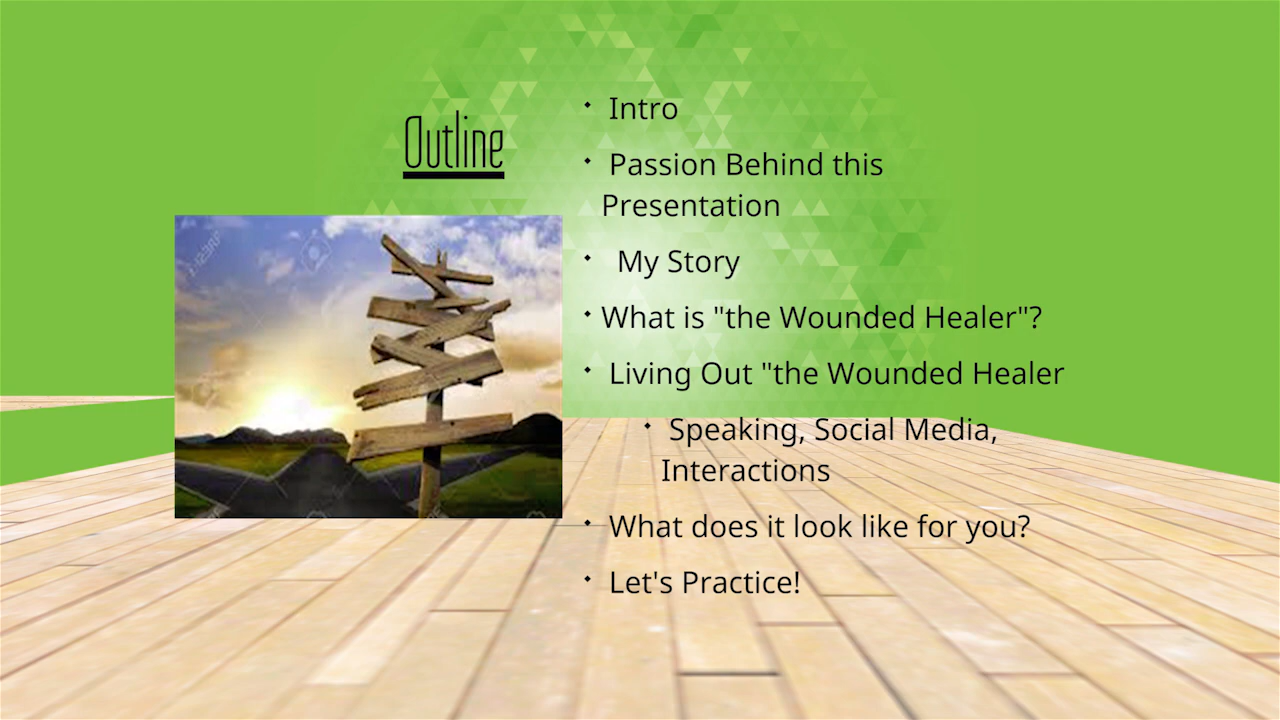 Outline
Intro
Passion Behind this
Presentation
My Story
What is "the Wounded Healer"?
Living Out "the Wounded Healer
Speaking, Social Media,
Interactions
What does it look like for you?
Let's Practice!